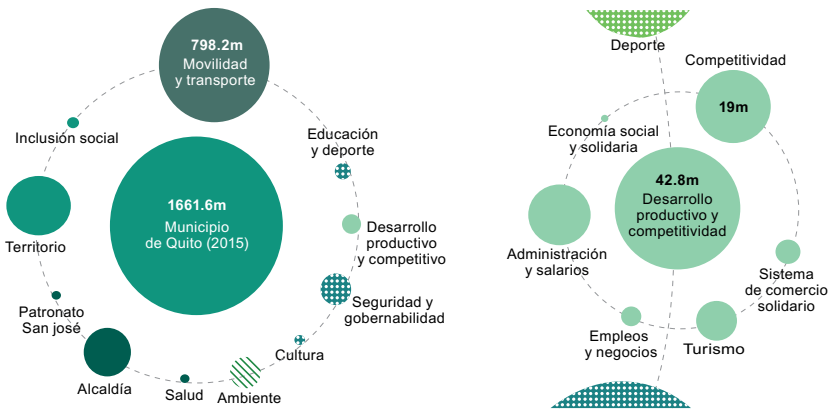 798.2m
Movilidad
y transporte
Inclusión social
Educación
y deporte
1661.6m
Municipio
de Quito (2015)
Territorio
Desarrollo
productivo
y competitivo
Patronato
San josé
Seguridad y
gobernabilidad
Cultura
Alcaldía
Salud
Ambiente
Deporte
Competitividad
19m
Economía social
y solidaria
42.8m
Desarrollo
productivo y
competitividad
Administración
y salarios
Sistema
de comercio
solidario
Empleos
y negocios
Turismo